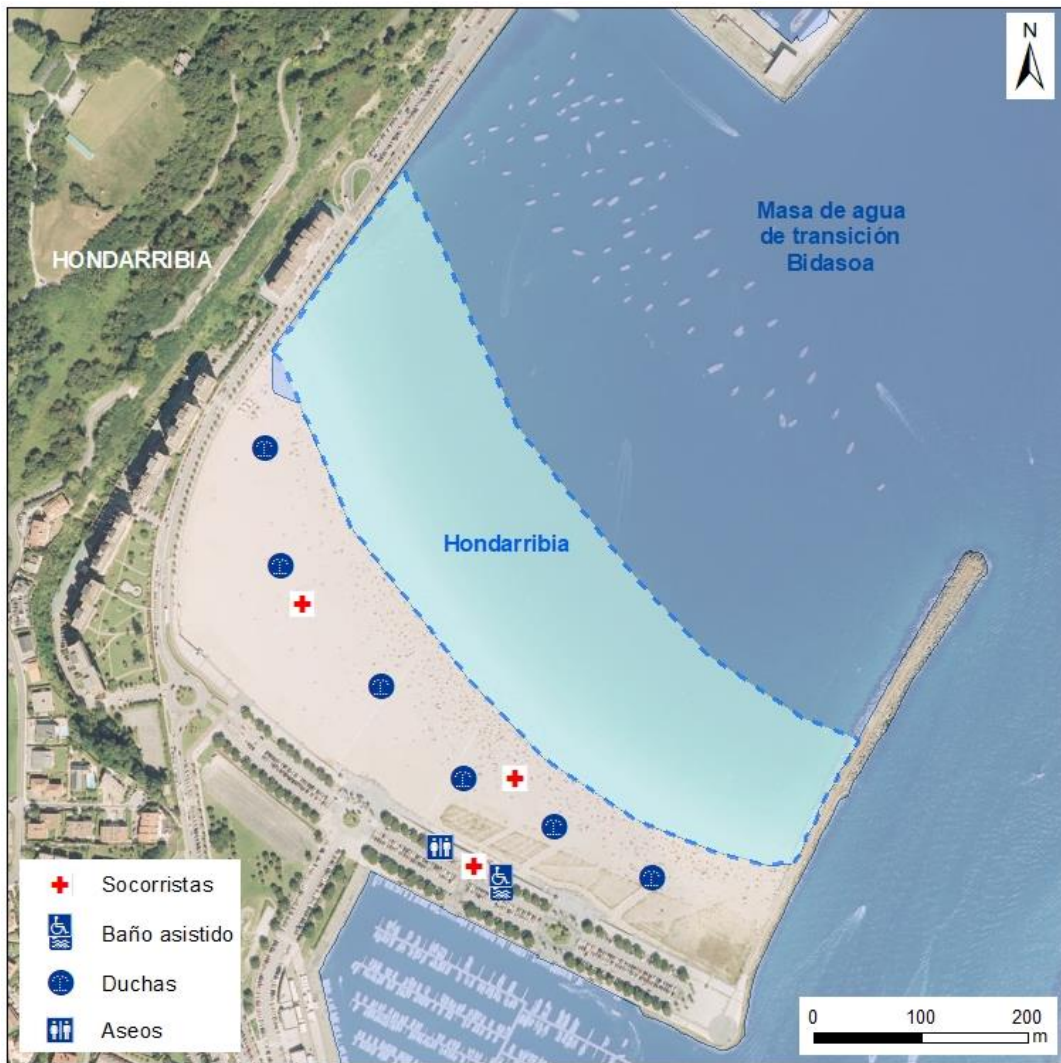 N
Masa de agua
de transición
Bidasoa
HONDARRIBIA
Hondarribia
Socorristas
Baño asistido
Duchas
Aseos
0 100 200
m